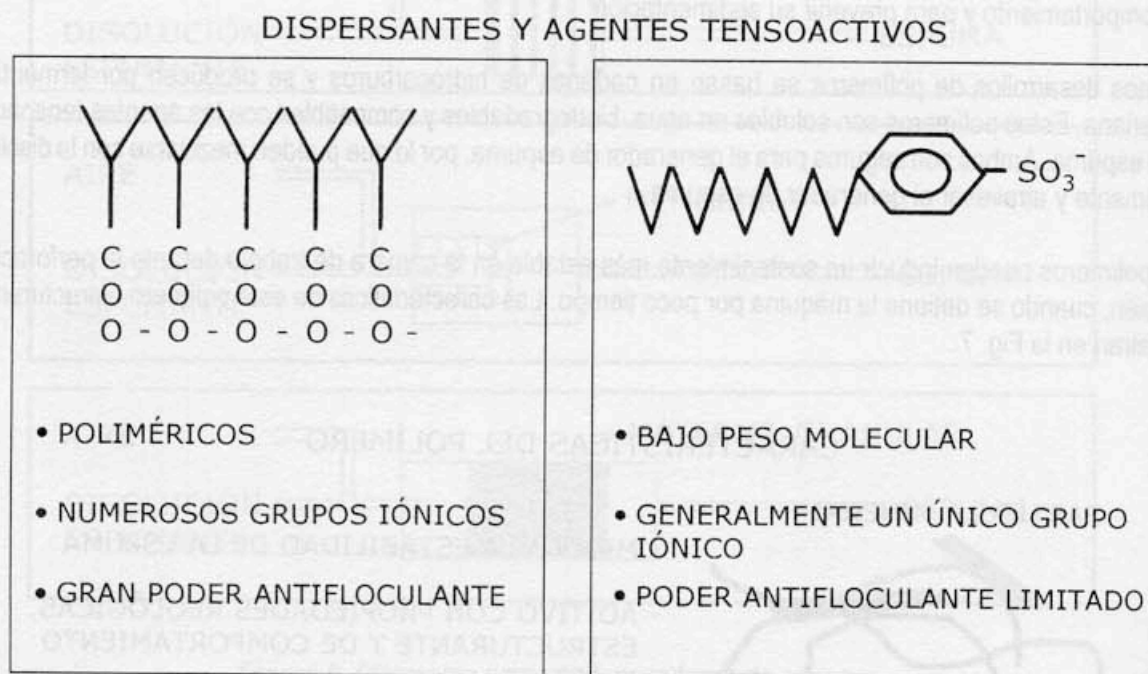 DISPERSANTES Y AGENTES TENSOACTIVOS
C C C C C
O O O O O
O - O - O - O - O -
• POLIMÉRICOS
• NUMEROSOS GRUPOS IÓNICOS
• GRAN PODER ANTIFLOCULANTE
SO3 -
• BAJO PESO MOLECULAR
• GENERALMENTE UN ÚNICO GRUPO
IÓNICO
• PODER ANTIFLOCULANTE LIMITADO